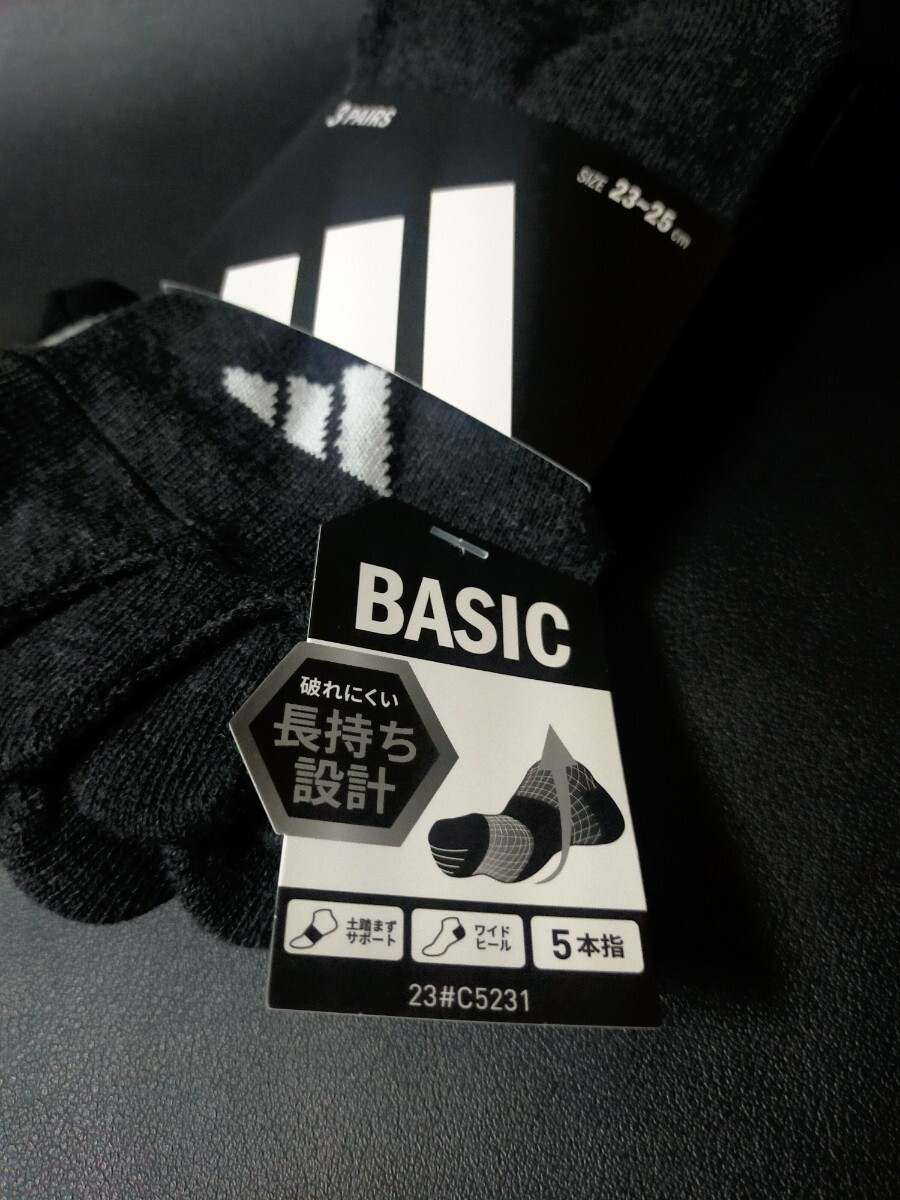 3 PAIRS
SIZE 23~25 cm
BASIC
破れにくい
長持ち
設計
土踏まず
サポート
ワイド
ヒール
5本指
23#C5231